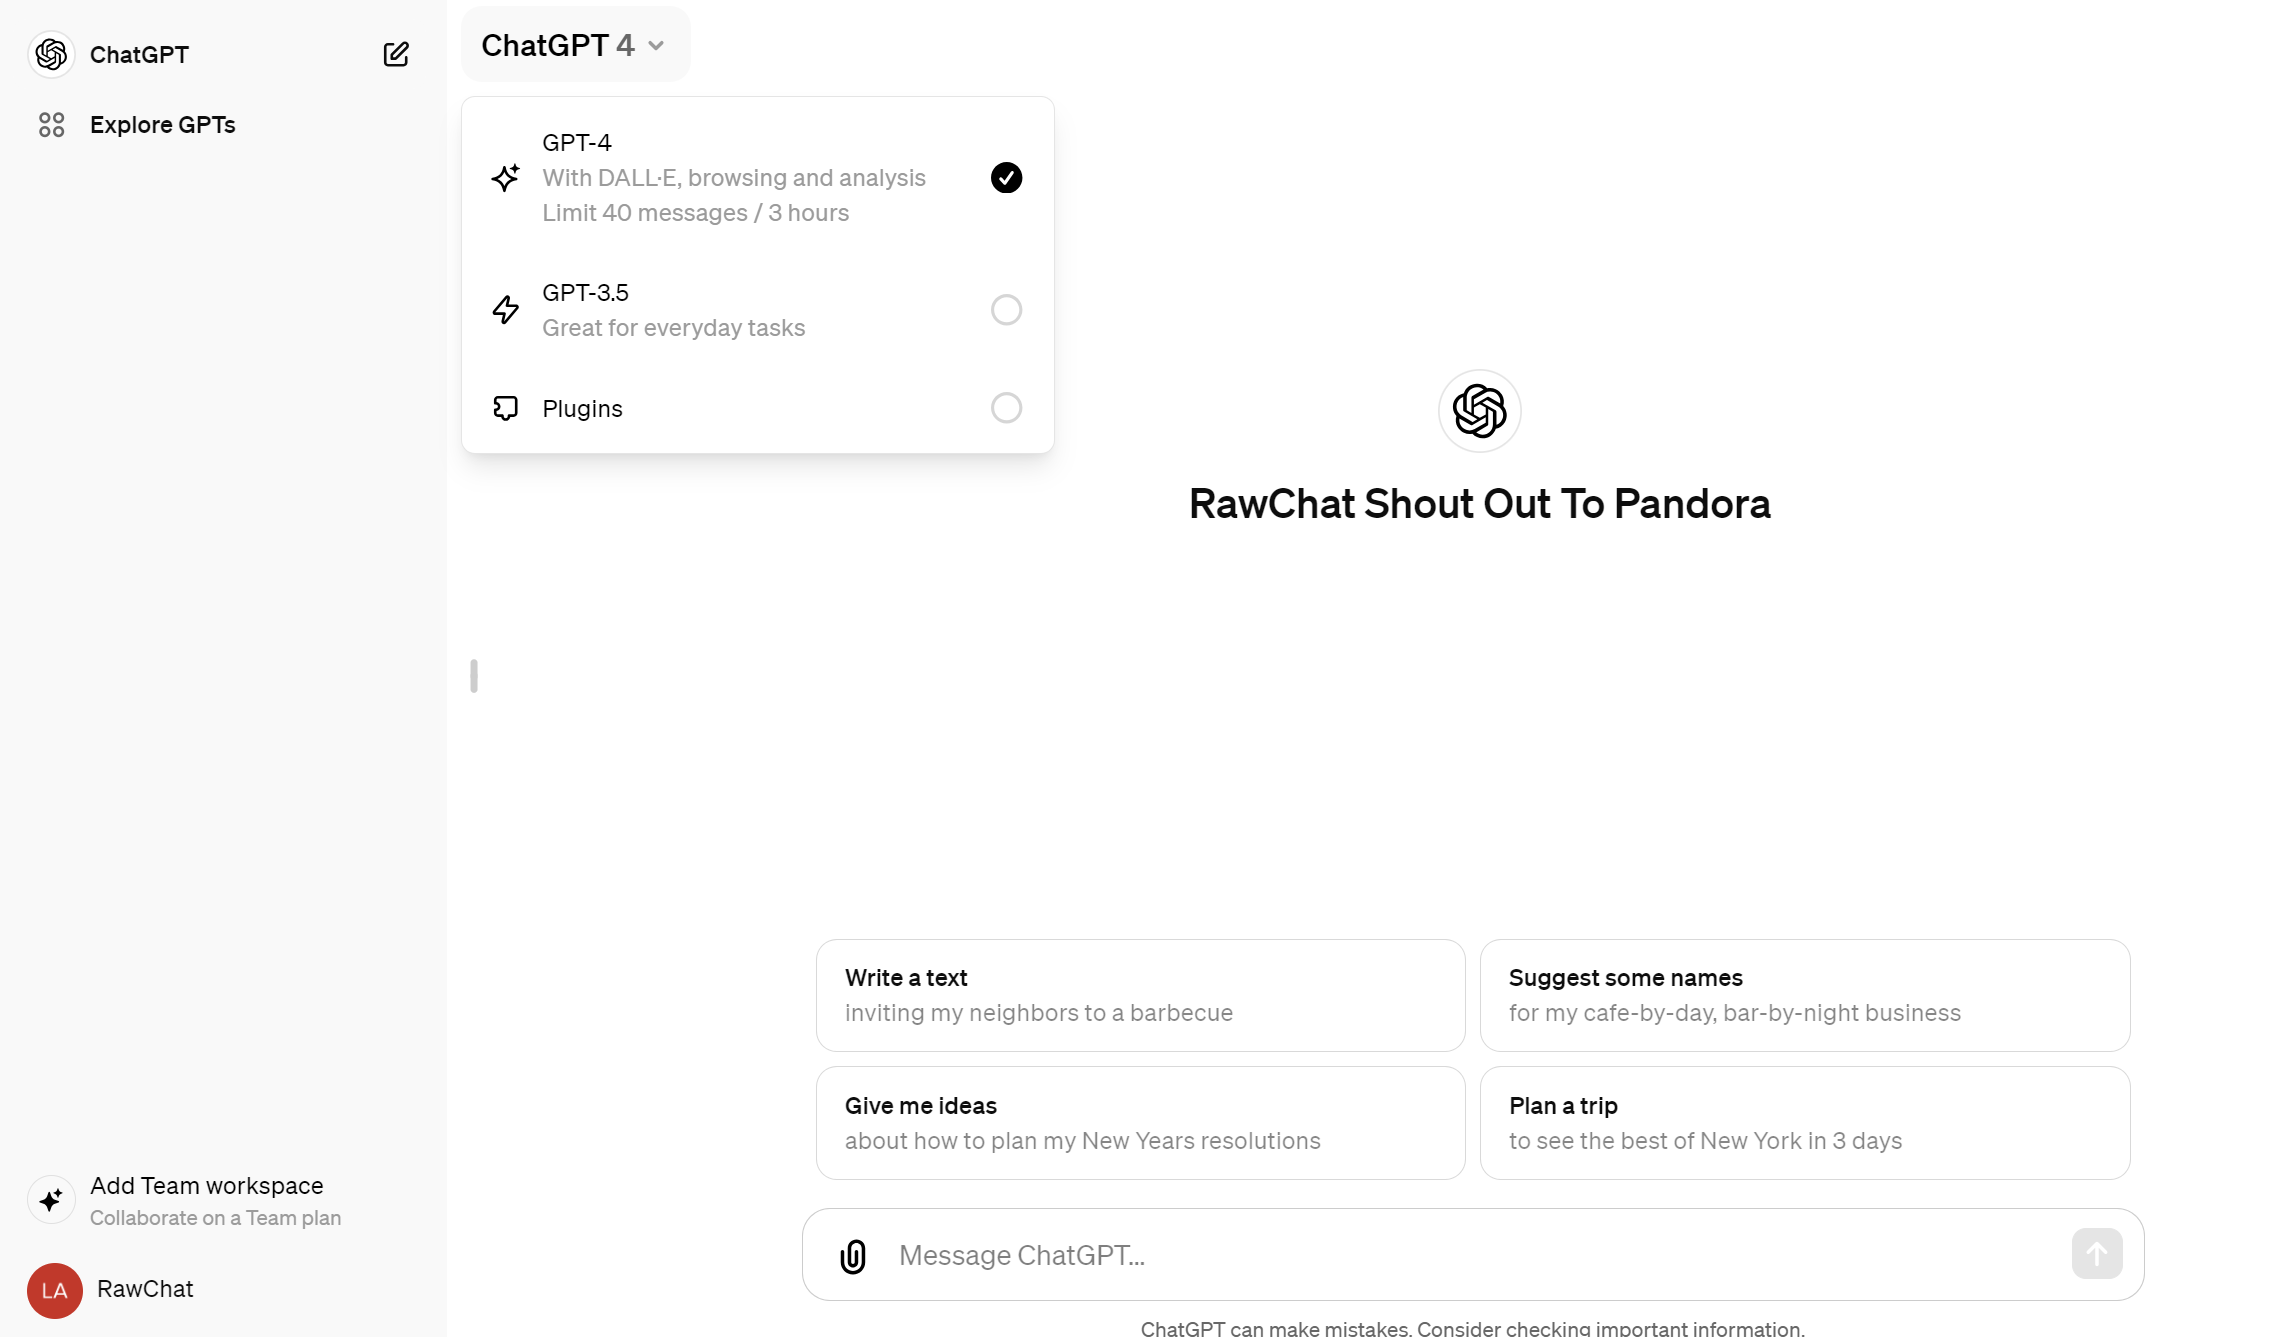 ChatGPT
Explore GPTs
ChatGPT 4
GPT-4
With DALL·E, browsing and analysis
Limit 40 messages / 3 hours
GPT-3.5
Great for everyday tasks
Plugins
RawChat Shout Out To Pandora
Write a text
inviting my neighbors to a barbecue
Suggest some names
for my cafe-by-day, bar-by-night business
Give me ideas
about how to plan my New Years resolutions
Plan a trip
to see the best of New York in 3 days
Add Team workspace
Collaborate on a Team plan
LA
RawChat
Message ChatGPT...
ChatGPT can make mistakes. Consider checking important information.